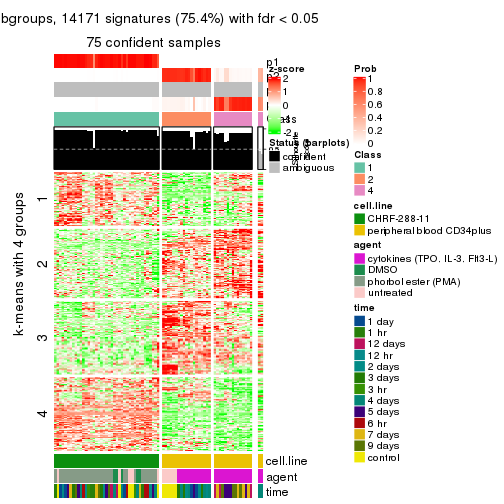 bgroups, 14171 signatures (75.4%) with fdr < 0.05
75 confident samples
p1
z-score
2
1
0
-1
-2
Status (barplots)
confident
ambiguous
k-means with 4 groups
1
2
3
4
cell.line
agent
time
Prob
1
0.8
0.6
0.4
0.2
0
Class
1
2
4
cell.line
CHRF-288-11
peripheral blood CD34plus
agent
cytokines (TPO, IL-3, Flt3-L)
DMSO
phorbol ester (PMA)
untreated
time
1 day
1 hr
12 days
12 hr
2 days
3 days
3 hr
4 days
5 days
6 hr
7 days
9 days
control